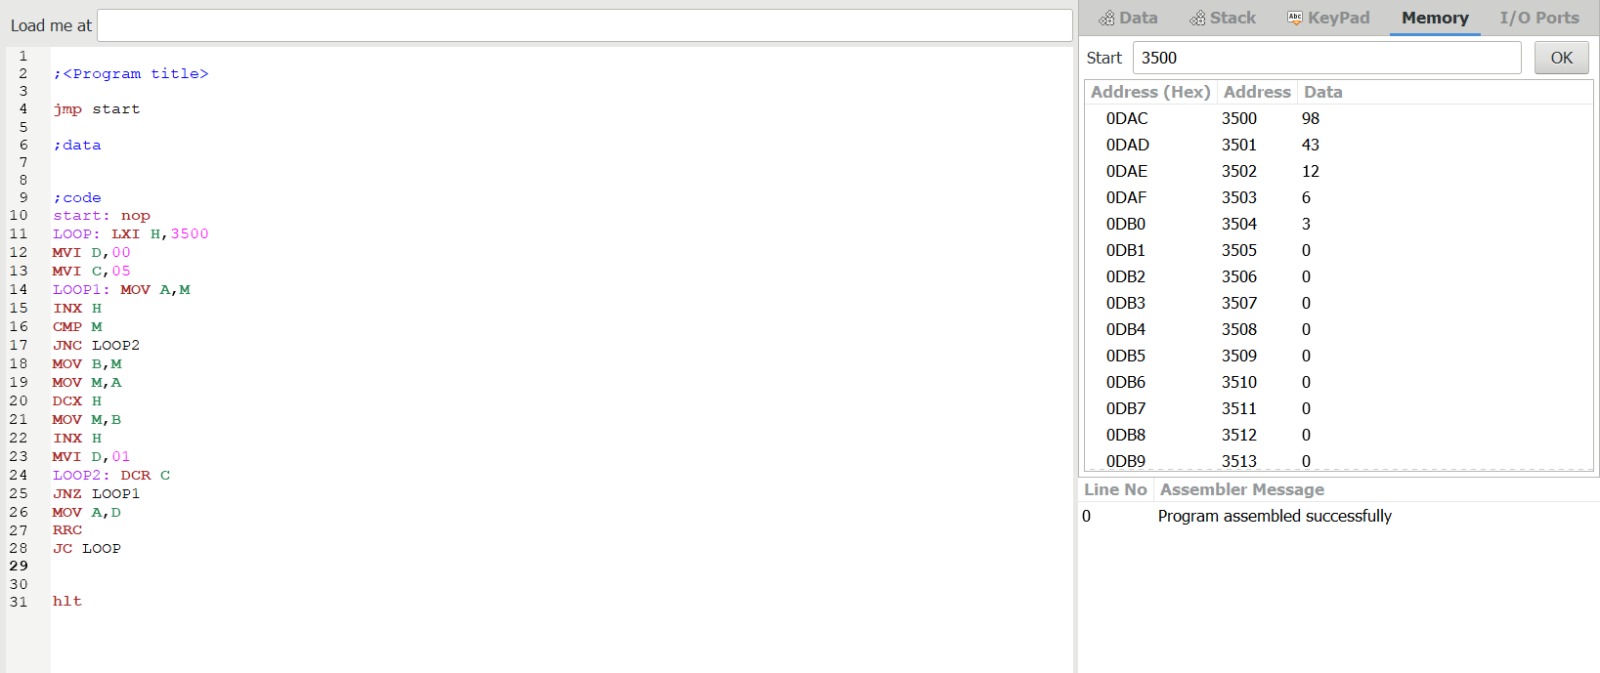 Load me at
1
2 ;<Program title>
3
4 jmp start
5
6 ;data
7
8
9 ;code
10 start: nop
11 LOOP: LXI H,3500
12 MVI D,00
13 MVI C,05
14 LOOP1: MOV A,M
15 INX H
16 CMP M
17 JNC LOOP2
18 MOV B,M
19 MOV M,A
20 DCX H
21 MOV M,B
22 INX H
23 MVI D,01
24 LOOP2: DCR C
25 JNZ LOOP1
26 MOV A,D
27 RRC
28 JC LOOP
29
30
31 hlt
Data Stack Abc KeyPad Memory I/O Ports
Start 3500 OK
Address (Hex) Address Data
0DAC 3500 98
0DAD 3501 43
0DAE 3502 12
0DAF 3503 6
0DB0 3504 3
0DB1 3505 0
0DB2 3506 0
0DB3 3507 0
0DB4 3508 0
0DB5 3509 0
0DB6 3510 0
0DB7 3511 0
0DB8 3512 0
0DB9 3513 0
Line No Assembler Message
0 Program assembled successfully